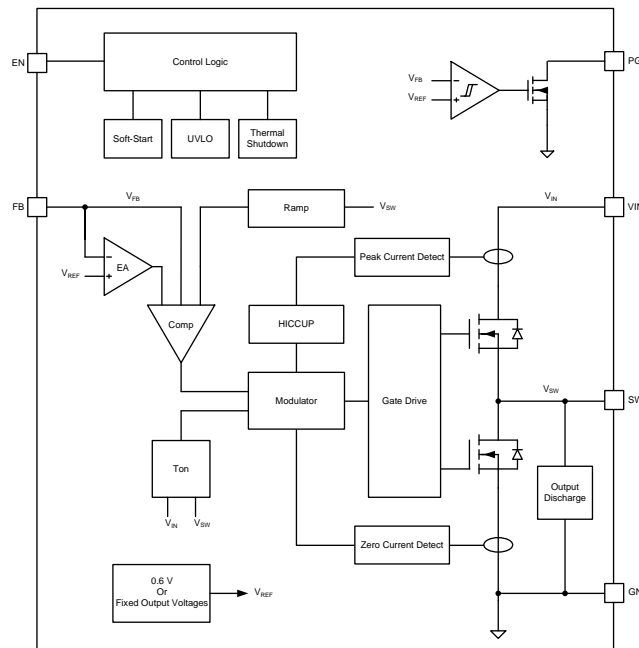 EN
Control Logic
Soft-Start
UVLO
Thermal
Shutdown
VFB
VREF
PG
FB
VFB
VREF
EA
Ramp
VSW
Comp
Peak Current Detect
HICCUP
Modulator
Gate Drive
VIN
VIN
VSW
SW
Ton
VIN
VSW
Output
Discharge
Zero Current Detect
0.6 V
Or
Fixed Output Voltages
VREF
GN